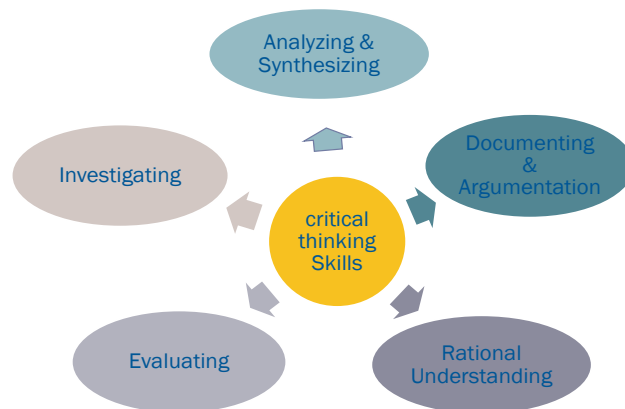 Analyzing &
Synthesizing
Documenting
&
Argumentation
Investigating
critical
thinking
Skills
Evaluating
Rational
Understanding